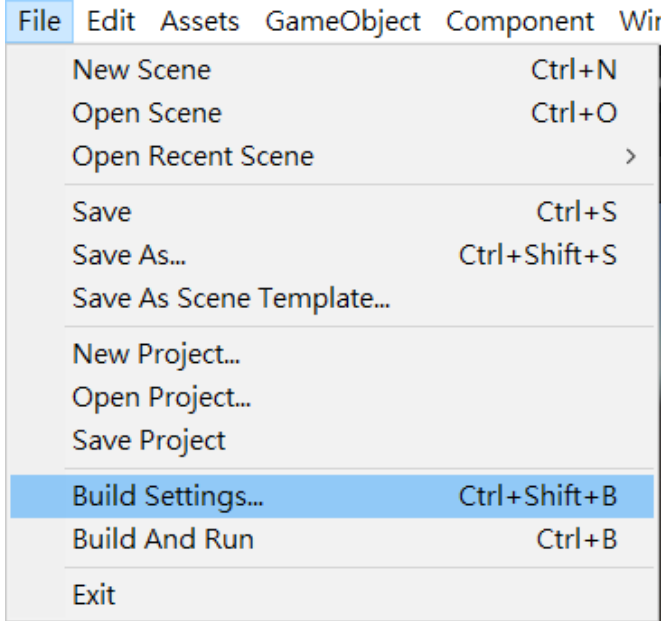 File Edit Assets GameObject Component
New Scene Ctrl+N
Open Scene Ctrl+O
Open Recent Scene >
Save Ctrl+S
Save As... Ctrl+Shift+S
Save As Scene Template...
New Project...
Open Project...
Save Project
Build Settings... Ctrl+Shift+B
Build And Run Ctrl+B
Exit